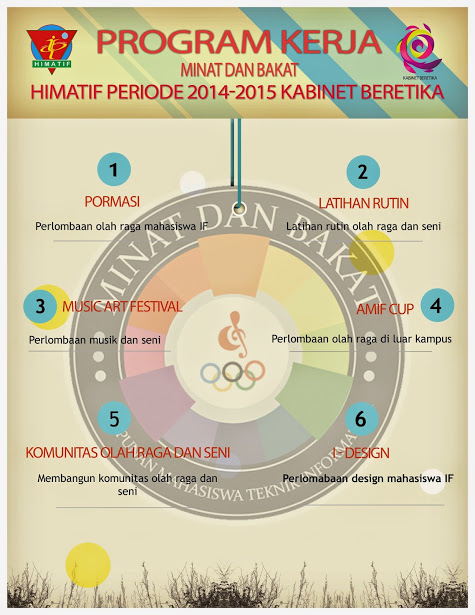 HIMATIF
PROGRAM KERJA
MINAT DAN BAKAT
HIMATIF PERIODE 2014-2015 KABINET BERETIKA
KABINET BERETIKA
1
PORMASI
Perlombaan olah raga mahasiswa IF
2
LATIHAN RUTIN
Latihan rutin olah raga dan seni
3
MUSIC ART FESTIVAL
Perlombaan musik dan seni
AMIF CUP
4
Perlombaan olah raga di luar kampus
5
KOMUNITAS OLAH RAGA DAN SENI
Membangun komunitas olah raga dan
seni
6
I- DESIGN
Perlomabaan design mahasiswa IF
MINAT DAN BAKAT
MAHASISWA TEKNIK